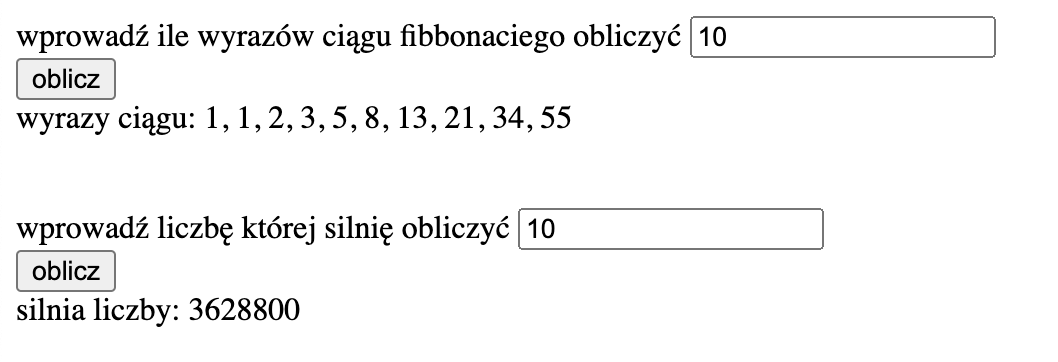 wprowadź ile wyrazów ciągu fibbonaciego obliczyć 10
oblicz
wyrazy ciągu: 1, 1, 2, 3, 5, 8, 13, 21, 34, 55
wprowadź liczbę której silnię obliczyć 10
oblicz
silnia liczby: 3628800